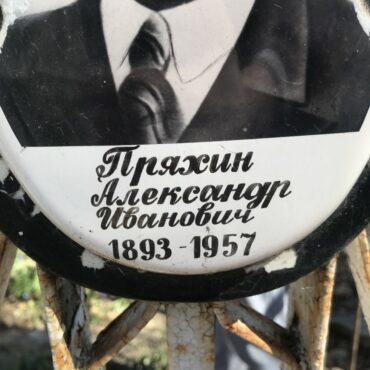 Пряхин
Александр
Иванович
1893-1957